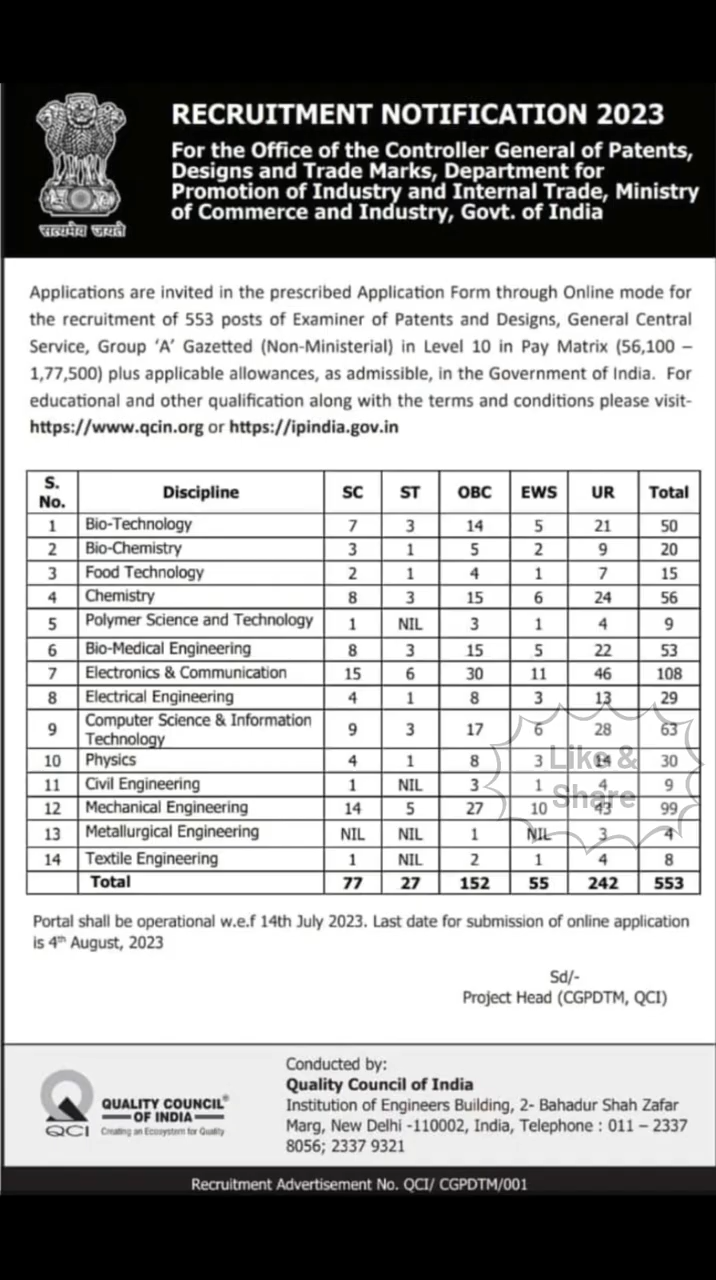 सत्यमेव जयते
RECRUITMENT NOTIFICATION 2023
For the Office of the Controller General of Patents,
Designs and Trade Marks, Department for
Promotion of Industry and Internal Trade, Ministry
of Commerce and Industry, Govt. of India
Applications are invited in the prescribed Application Form through Online mode for
the recruitment of 553 posts of Examiner of Patents and Designs, General Central
Service, Group ‘A’ Gazetted (Non-Ministerial) in Level 10 in Pay Matrix (56,100 –
1,77,500) plus applicable allowances, as admissible, in the Government of India. For
educational and other qualification along with the terms and conditions please visit-
https://www.qcin.org or https://ipindia.gov.in
S. No. Discipline SC ST OBC EWS UR Total
1 Bio-Technology 7 3 14 5 21 50
2 Bio-Chemistry 3 1 5 2 9 20
3 Food Technology 2 1 4 1 7 15
4 Chemistry 8 3 15 6 24 56
5 Polymer Science and Technology 1 NIL 3 1 4 9
6 Bio-Medical Engineering 8 3 15 5 22 53
7 Electronics & Communication 15 6 30 11 46 108
8 Electrical Engineering 4 1 8 3 13 29
9 Computer Science & Information Technology 9 3 17 6 28 63
10 Physics 4 1 8 3 14 30
11 Civil Engineering 1 NIL 3 1 4 9
12 Mechanical Engineering 14 5 27 10 43 99
13 Metallurgical Engineering NIL NIL 1 NIL 3 4
14 Textile Engineering 1 NIL 2 1 4 8
Total 77 27 152 55 242 553
Like &
Share
Portal shall be operational w.e.f 14th July 2023. Last date for submission of online application
is 4th August, 2023
Sd/-
Project Head (CGPDTM, QCI)
QCI
QUALITY COUNCIL®
OF INDIA
Creating an Ecosystem for Quality
Conducted by:
Quality Council of India
Institution of Engineers Building, 2- Bahadur Shah Zafar
Marg, New Delhi -110002, India, Telephone : 011 – 2337
8056; 2337 9321
Recruitment Advertisement No. QCI/ CGPDTM/001